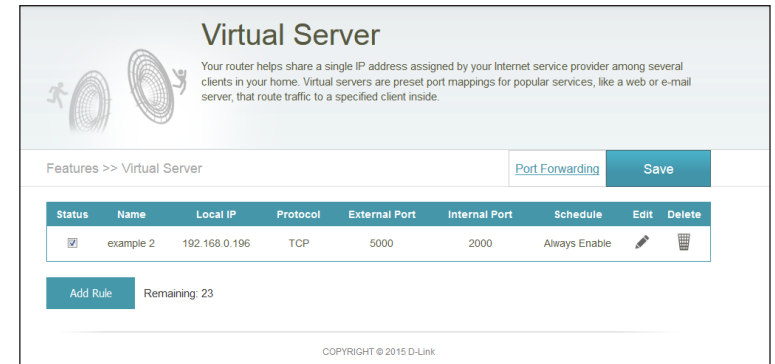 Virtual Server
Your router helps share a single IP address assigned by your Internet service provider among several
clients in your home. Virtual servers are preset port mappings for popular services, like a web or e-mail
server, that route traffic to a specified client inside.
Features >> Virtual Server
Port Forwarding
Save
Status Name Local IP Protocol External Port Internal Port Schedule Edit Delete
example 2 192.168.0.196 TCP 5000 2000 Always Enable
Add Rule
Remaining: 23
COPYRIGHT © 2015 D-Link